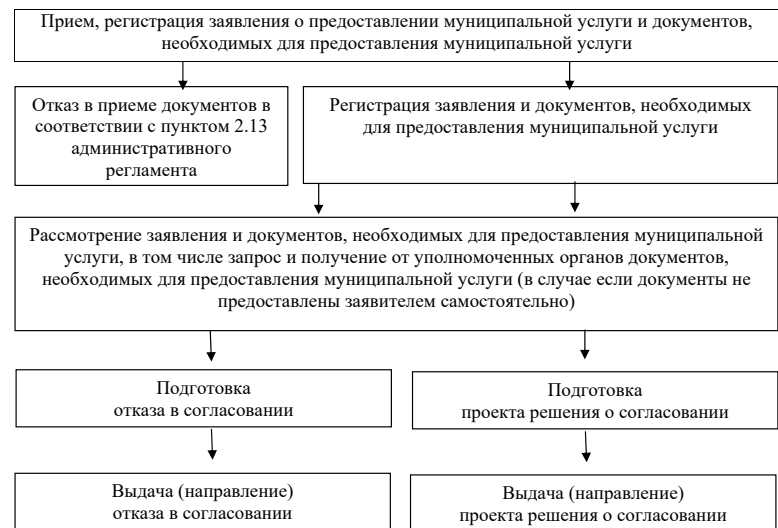 Прием, регистрация заявления о предоставлении муниципальной услуги и документов,
необходимых для предоставления муниципальной услуги
Отказ в приеме документов в
соответствии с пунктом 2.13
административного
регламента
Регистрация заявления и документов, необходимых
для предоставления муниципальной услуги
Рассмотрение заявления и документов, необходимых для предоставления муниципальной
услуги, в том числе запрос и получение от уполномоченных органов документов,
необходимых для предоставления муниципальной услуги (в случае если документы не
предоставлены заявителем самостоятельно)
Подготовка
отказа в согласовании
Подготовка
проекта решения о согласовании
Выдача (направление)
отказа в согласовании
Выдача (направление)
проекта решения о согласовании